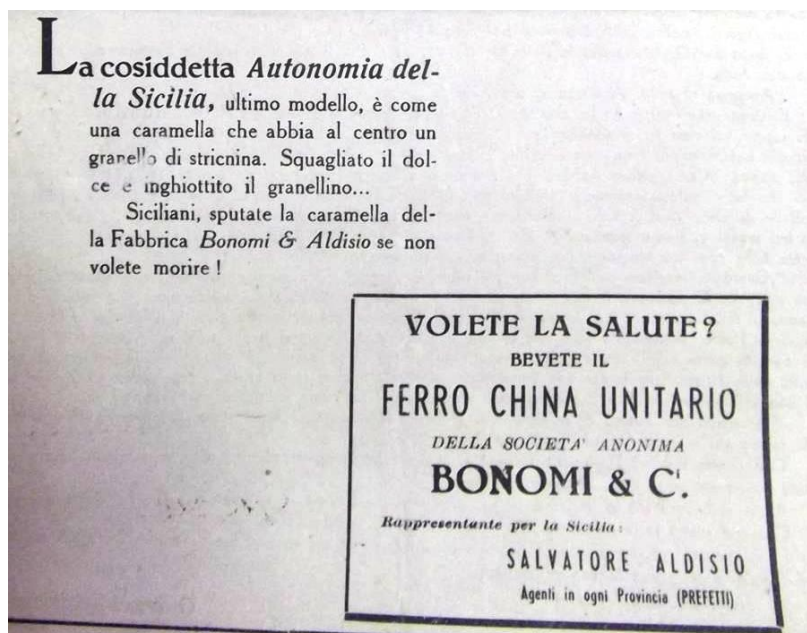 La cosiddetta Autonomia del-
la Sicilia, ultimo modello, è come
una caramella che abbia al centro un
granello di stricnina. Squagliato il dol-
ce e inghiottito il granellino...
Siciliani, sputate la caramella del-
la Fabbrica Bonomi & Aldisio se non
volete morire !
VOLETE LA SALUTE?
BEVETE IL
FERRO CHINA UNITARIO
DELLA SOCIETA' ANONIMA
BONOMI & Cⁱ.
Rappresentante per la Sicilia:
SALVATORE ALDISIO
Agenti in ogni Provincia (PREFETTI)